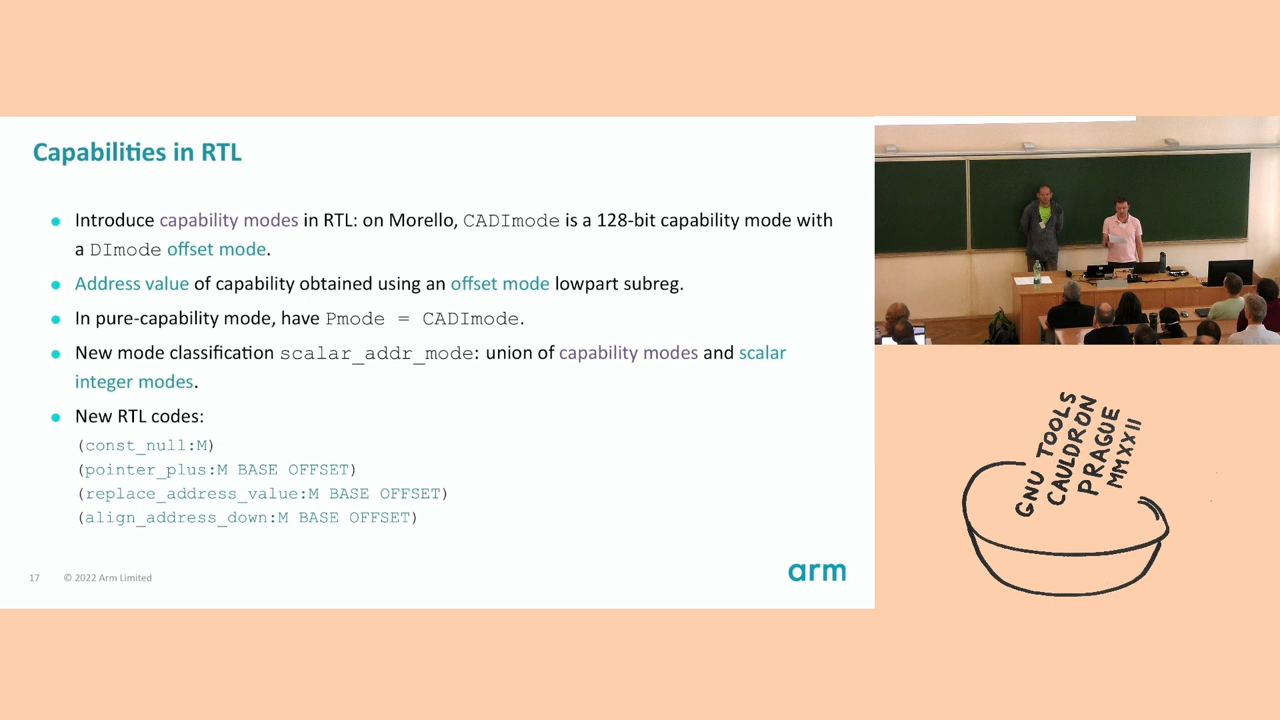 Capabilities in RTL
Introduce capability modes in RTL: on Morello, CADImode is a 128-bit capability mode with
a DImode offset mode.
Address value of capability obtained using an offset mode lowpart subreg.
In pure-capability mode, have Pmode = CADImode.
New mode classification scalar_addr_mode: union of capability modes and scalar
integer modes.
New RTL codes:
(const_null:M)
(pointer_plus:M BASE OFFSET)
(replace_address_value:M BASE OFFSET)
(align_address_down:M BASE OFFSET)
17 © 2022 Arm Limited
arm
GNU TOOLS
CAULDRON
PRAGUE
MMXXII